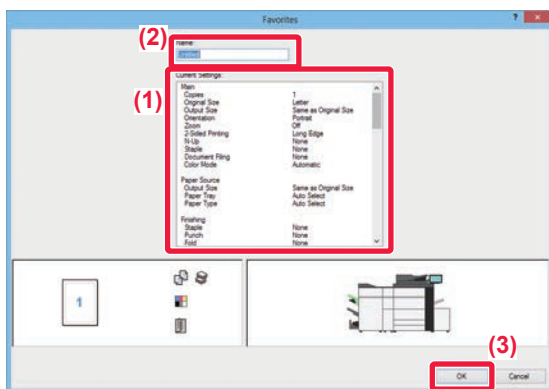 Favorites
? ×
(2)
Name:
Untitled
Current Settings:
(1)
Main
Copies 1
Original Size Letter
Output Size Same as Original Size
Orientation Portrait
Zoom Off
2-Sided Printing Long Edge
N-Up None
Staple None
Document Filing None
Color Mode Automatic
Paper Source
Output Size Same as Original Size
Paper Tray Auto Select
Paper Type Auto Select
Finishing
Staple None
Punch None
Fold None
1
(3)
OK Cancel